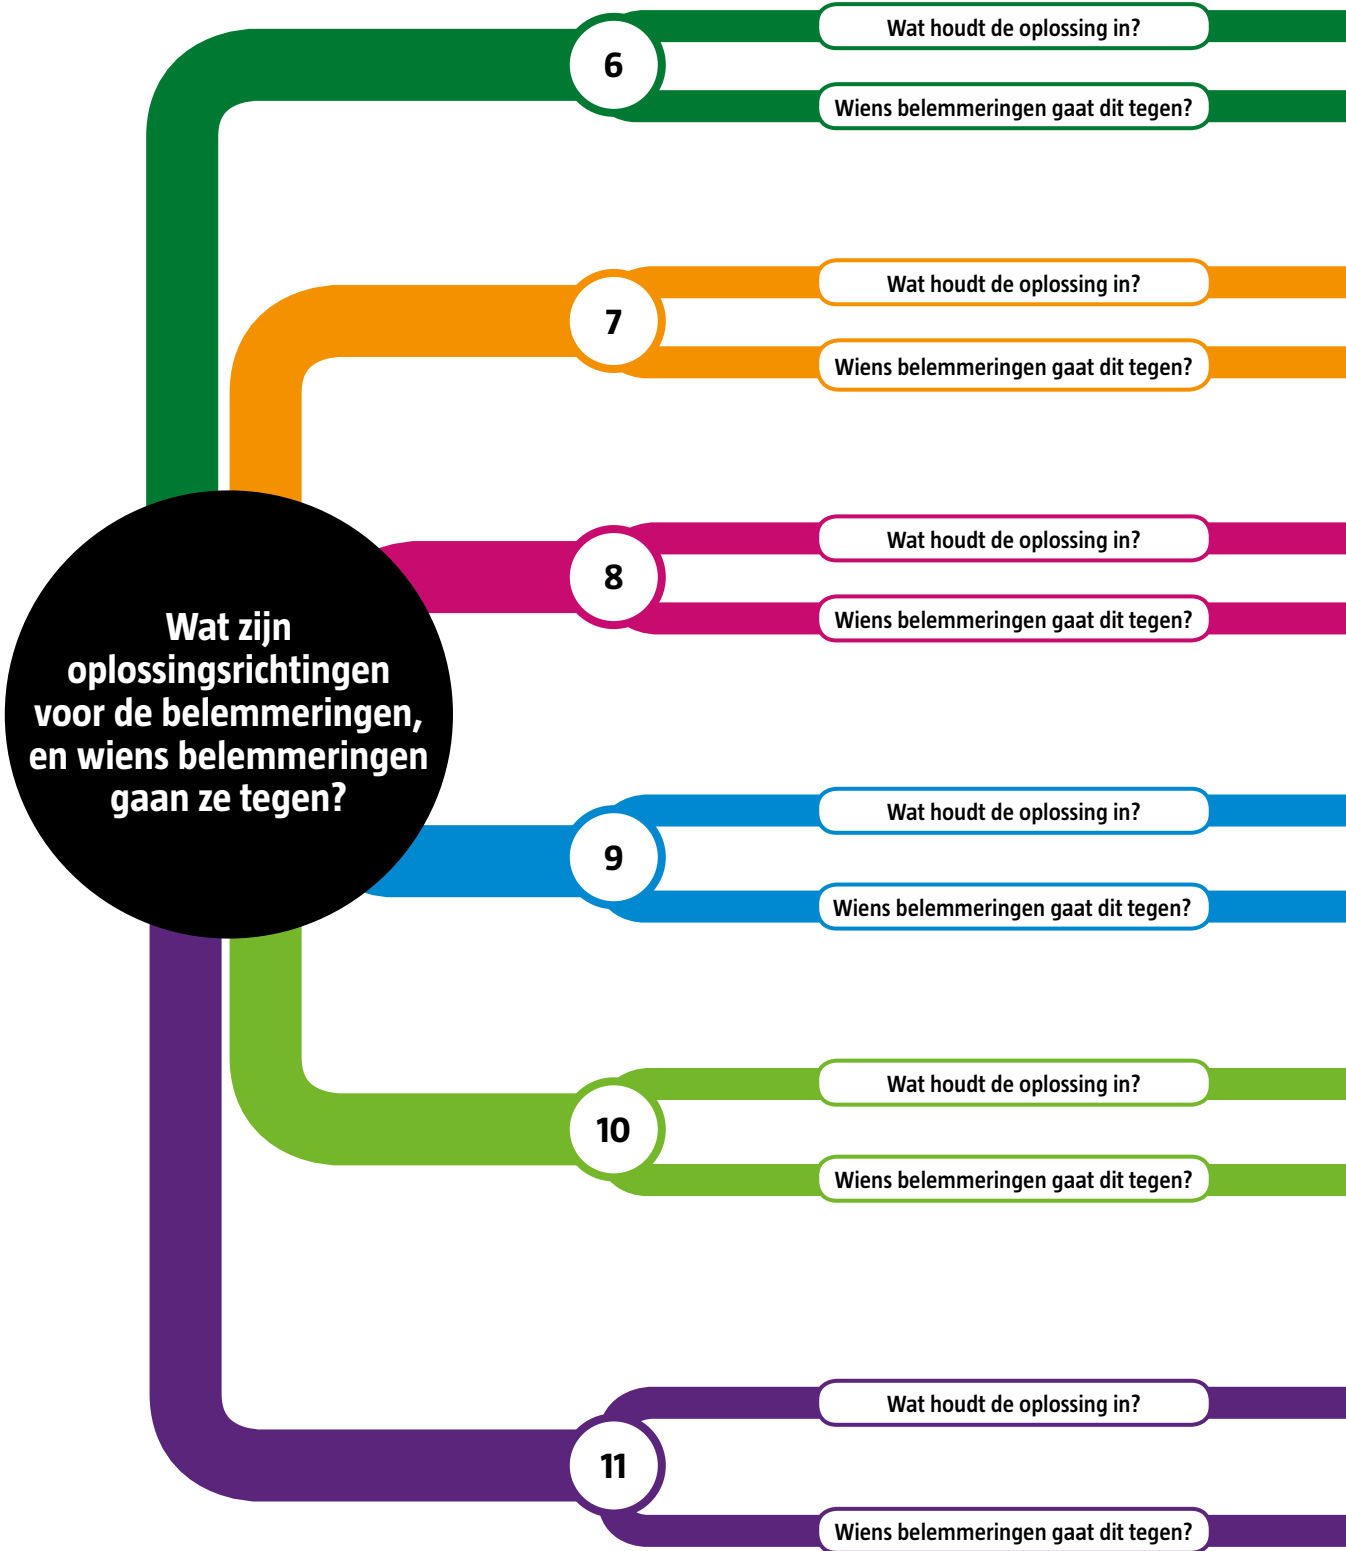 6
Wat houdt de oplossing in?
Wiens belemmeringen gaat dit tegen?
7
Wat houdt de oplossing in?
Wiens belemmeringen gaat dit tegen?
8
Wat houdt de oplossing in?
Wiens belemmeringen gaat dit tegen?
Wat zijn
oplossingsrichtingen
voor de belemmeringen,
en wiens belemmeringen
gaan ze tegen?
9
Wat houdt de oplossing in?
Wiens belemmeringen gaat dit tegen?
10
Wat houdt de oplossing in?
Wiens belemmeringen gaat dit tegen?
11
Wat houdt de oplossing in?
Wiens belemmeringen gaat dit tegen?